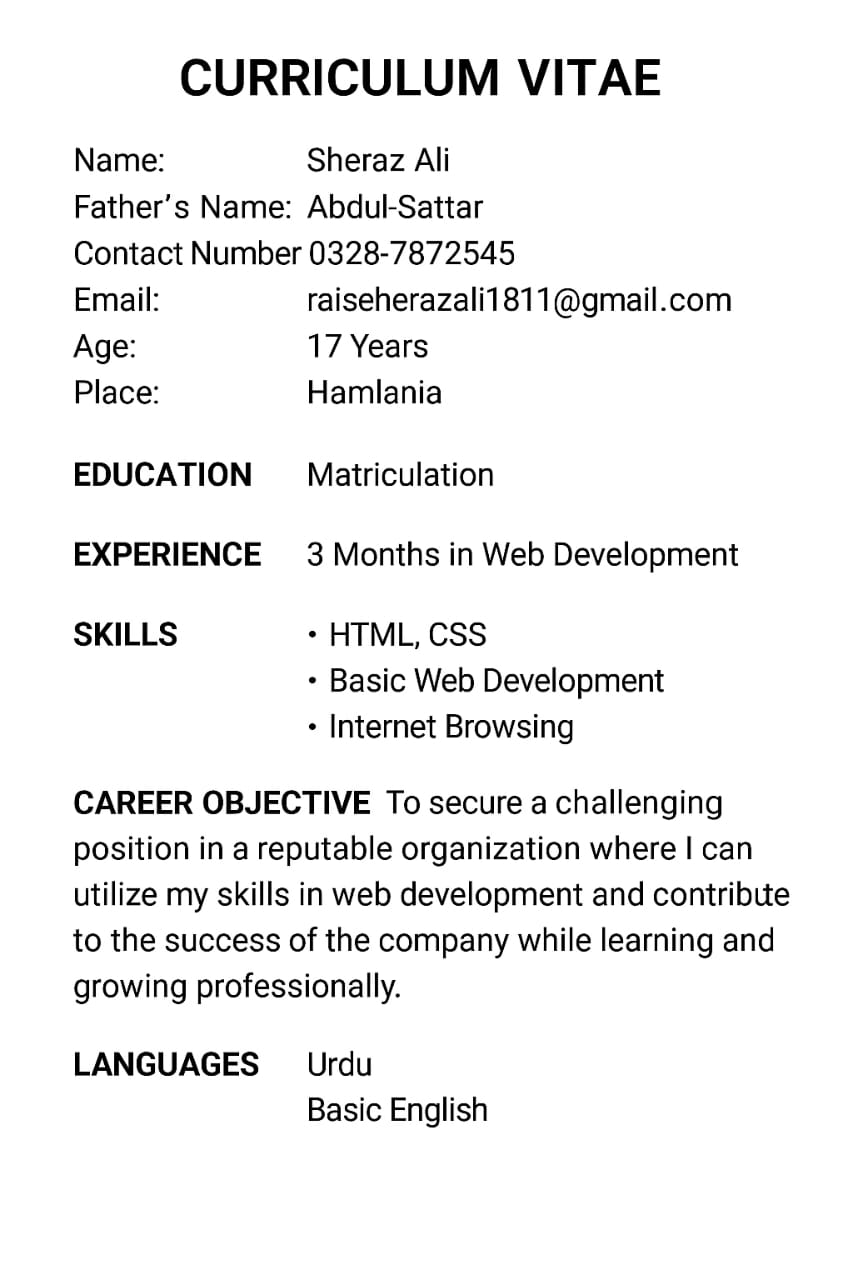 CURRICULUM VITAE
Name: Sheraz Ali
Father's Name: Abdul-Sattar
Contact Number 0328-7872545
Email: raiseherazali1811@gmail.com
Age: 17 Years
Place: Hamlania
EDUCATION Matriculation
EXPERIENCE 3 Months in Web Development
SKILLS • HTML, CSS
• Basic Web Development
• Internet Browsing
CAREER OBJECTIVE To secure a challenging
position in a reputable organization where I can
utilize my skills in web development and contribute
to the success of the company while learning and
growing professionally.
LANGUAGES Urdu
Basic English